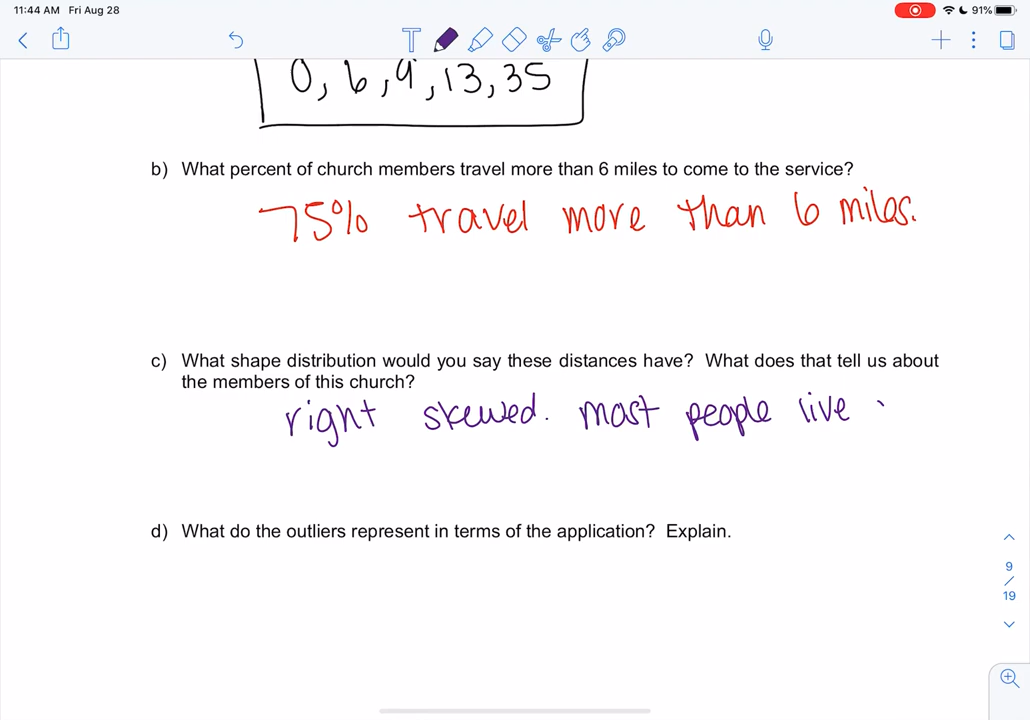 11:44 AM Fri Aug 28
91%
T
0, 6, 9, 13, 35
b) What percent of church members travel more than 6 miles to come to the service?
75% travel more than 6 miles.
c) What shape distribution would you say these distances have? What does that tell us about
the members of this church?
right skewed. most people live
d) What do the outliers represent in terms of the application? Explain.
9
/
19